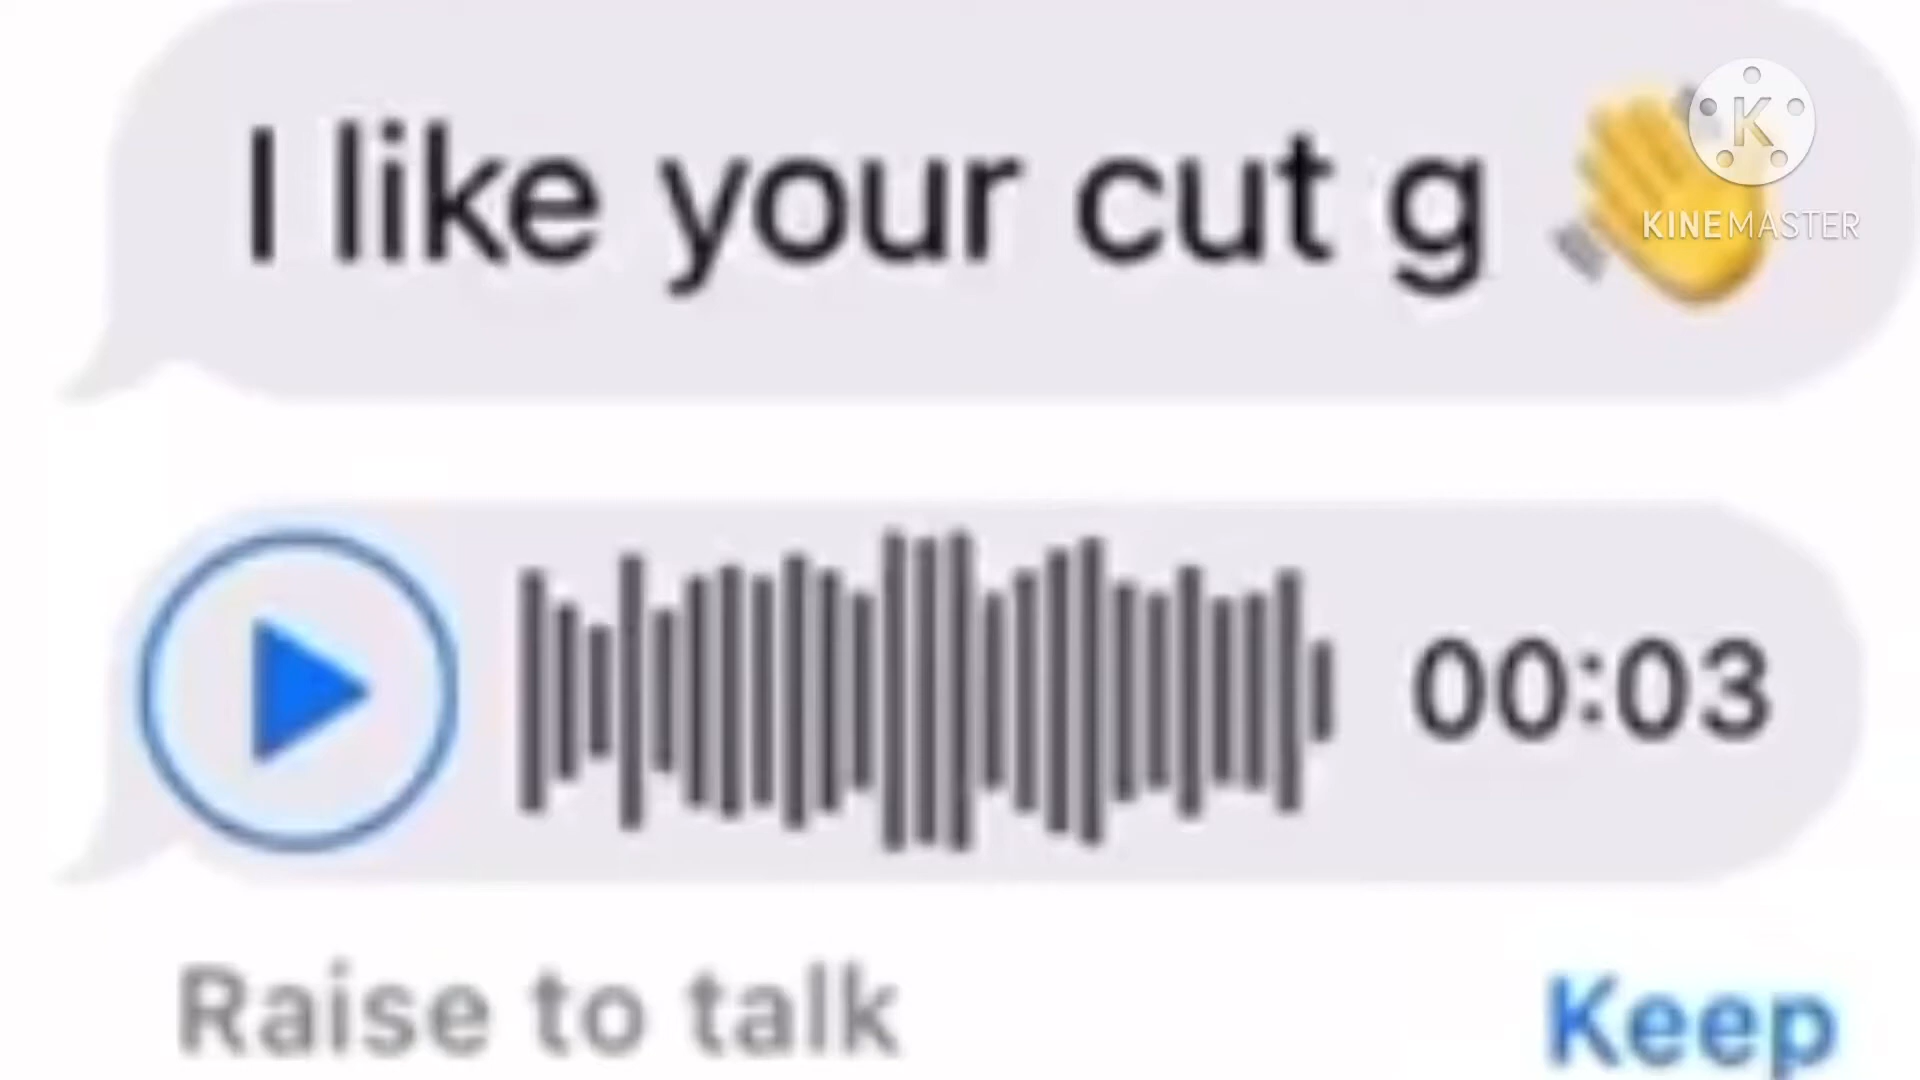 I like your cut g 👏
K
KINEMASTER
00:03
Raise to talk
Keep